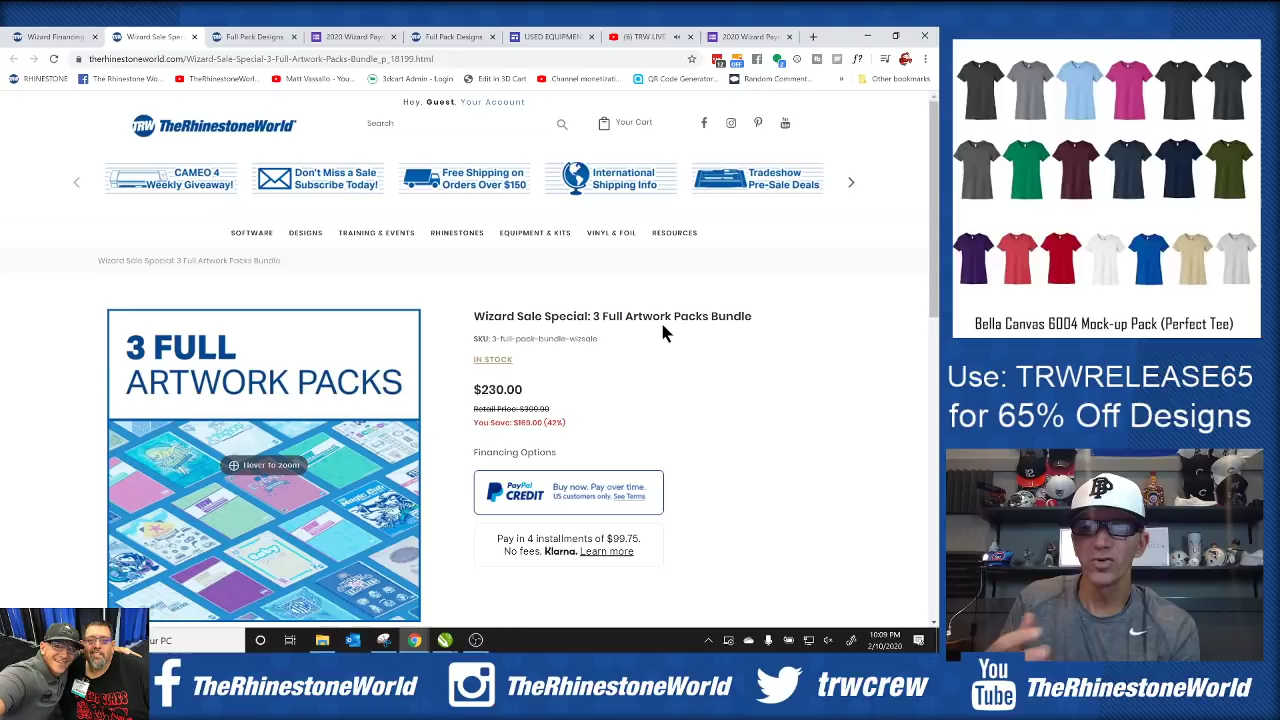 Wizard Financing
Wizard Sale Spec
Full Pack Designs
2020 Wizard Pay
Full Pack Designs
USED EQUIPMEN
(6) TRW LIVE
2020 Wizard Pay
therhinestoneworld.com/Wizard-Sale-Special-3-Full-Artwork-Packs-Bundle_p_18199.html
RHINESTONE
The Rhinestone Wo...
TheRhinestoneWorl...
Matt Vassallo - You...
3dcart Admin - Login
Edit in 3D Cart
Channel monetizati...
QR Code Generator...
Random Comment...
Other bookmarks
Hey, Guest. Your Account
TRW TheRhinestoneWorld
Search
Your Cart
CAMEO 4
Weekly Giveaway!
Don't Miss a Sale
Subscribe Today!
Free Shipping on
Orders Over $150
International
Shipping Info
Tradeshow
Pre-Sale Deals
SOFTWARE DESIGNS TRAINING & EVENTS RHINESTONES EQUIPMENT & KITS VINYL & FOIL RESOURCES
Wizard Sale Special: 3 Full Artwork Packs Bundle
3 FULL
ARTWORK PACKS
Hover to zoom
Wizard Sale Special: 3 Full Artwork Packs Bundle
SKU: 3-full-pack-bundle-wizsale
IN STOCK
$230.00
Retail Price: $399.00
You Save: $169.00 (42%)
Financing Options
PayPal CREDIT
Buy now. Pay over time.
US customers only. See Terms
Pay in 4 installments of $99.75.
No fees. Klarna. Learn more
ur PC
10:09 PM
2/10/2020
Bella Canvas 6004 Mock-up Pack (Perfect Tee)
Use: TRWRELEASE65
for 65% Off Designs
TheRhinestoneWorld
TheRhinestoneWorld
trwcrew
You
Tube
TheRhinestoneWorld